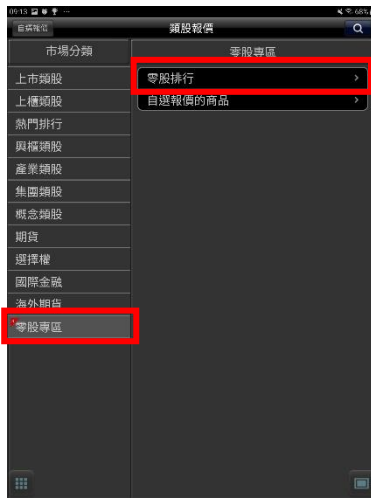 09:13 68%
自選報價
類股報價
市場分類
零股專區
上市類股
上櫃類股
熱門排行
興櫃類股
產業類股
集團類股
概念類股
期貨
選擇權
國際金融
海外期貨
零股專區
零股排行
自選報價的商品